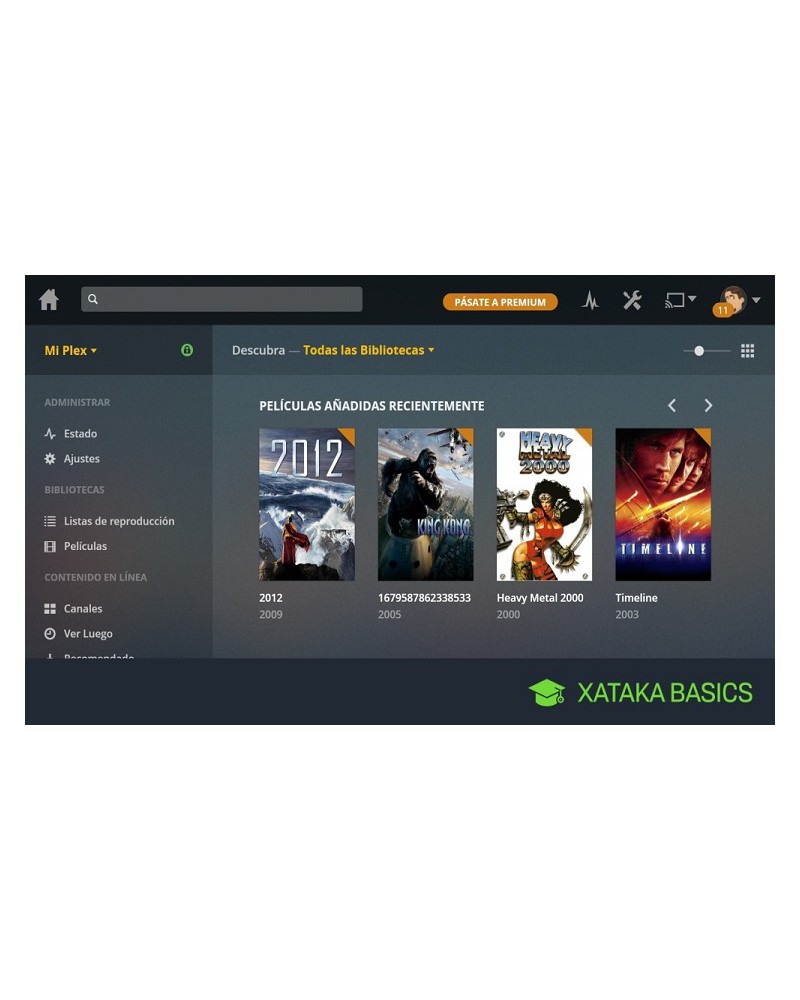 PÁSATE A PREMIUM
11
Mi Plex
Descubra — Todas las Bibliotecas
ADMINISTRAR
Estado
Ajustes
BIBLIOTECAS
Listas de reproducción
Películas
CONTENIDO EN LÍNEA
Canales
Ver Luego
Recomendado
PELÍCULAS AÑADIDAS RECIENTEMENTE
2012
KING KONG
HEAVY
METAL
2000
TIMELINE
2012
1679587862338533
Heavy Metal 2000
Timeline
2009
2005
2000
2003
XATAKA BASICS